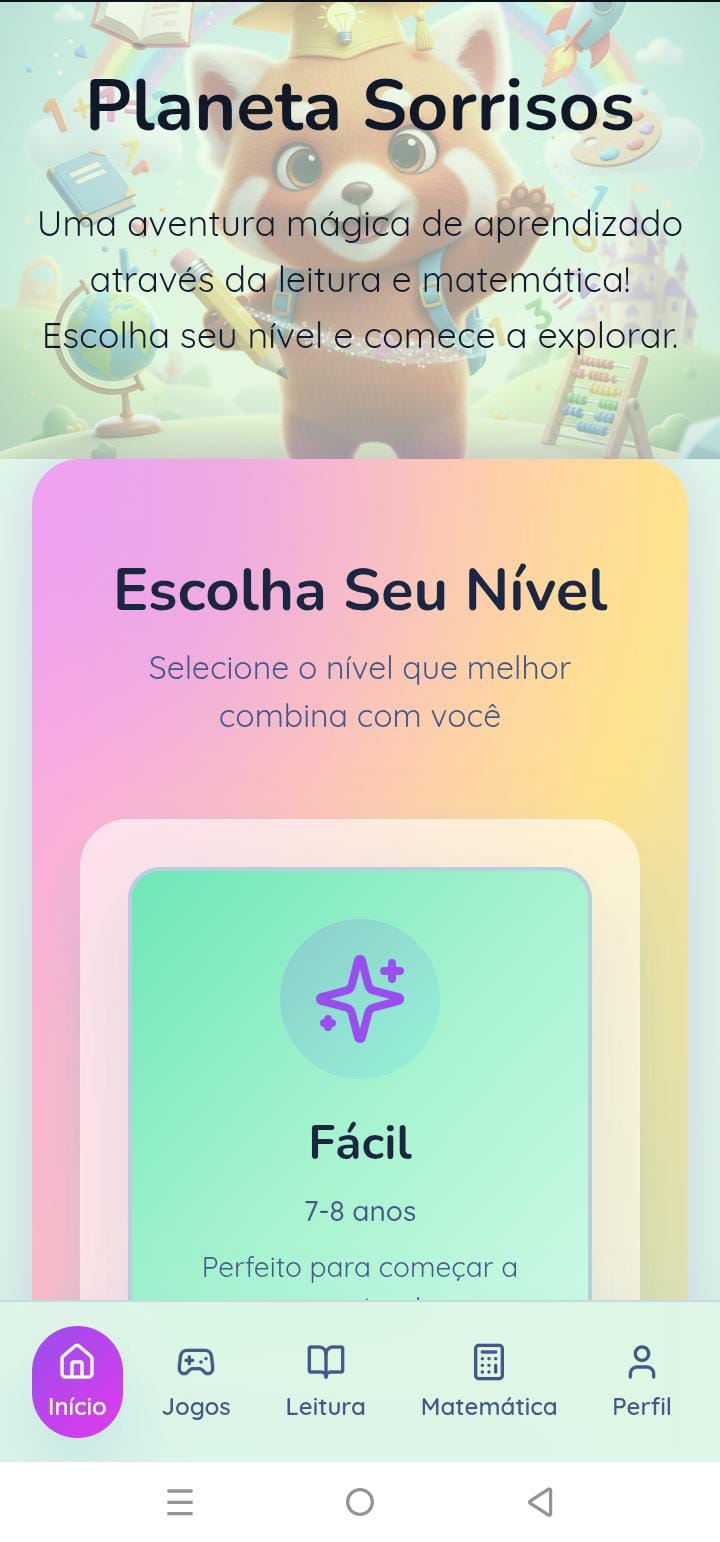 Planeta Sorrisos
Uma aventura mágica de aprendizado
através da leitura e matemática!
Escolha seu nível e comece a explorar.
Escolha Seu Nível
Selecione o nível que melhor
combina com você
Fácil
7-8 anos
Perfeito para começar a
Início
Jogos
Leitura
Matemática
Perfil